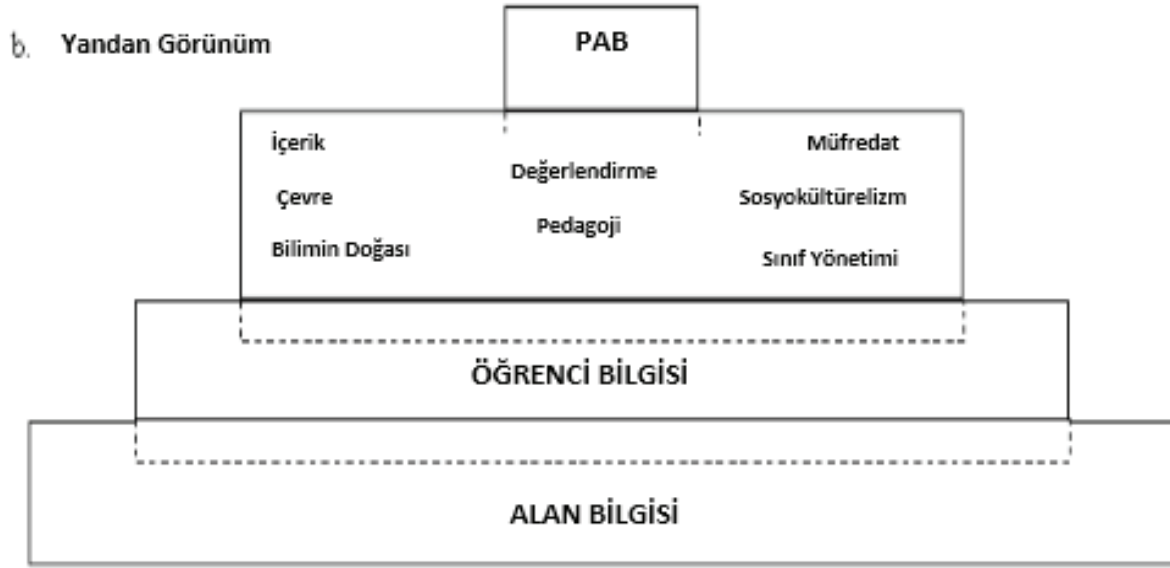 b. Yandan Görünüm
PAB
İçerik
Değerlendirme
Müfredat
Çevre
Pedagoji
Sosyokültürelizm
Bilimin Doğası
Sınıf Yönetimi
ÖĞRENCİ BİLGİSİ
ALAN BİLGİSİ